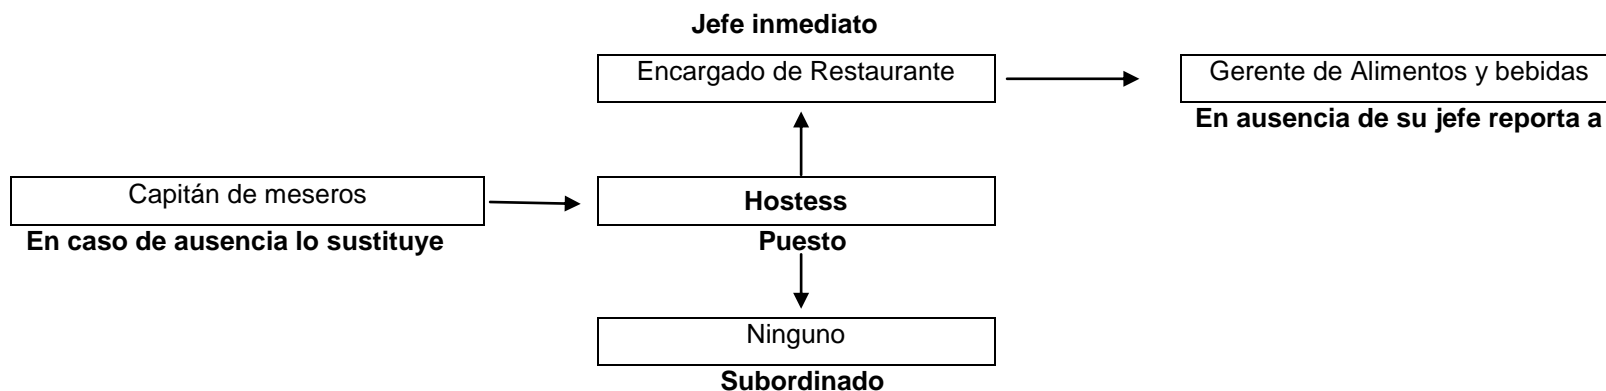 Jefe inmediato
Encargado de Restaurante
Gerente de Alimentos y bebidas
En ausencia de su jefe reporta a
Capitán de meseros
En caso de ausencia lo sustituye
Hostess
Puesto
Ninguno
Subordinado